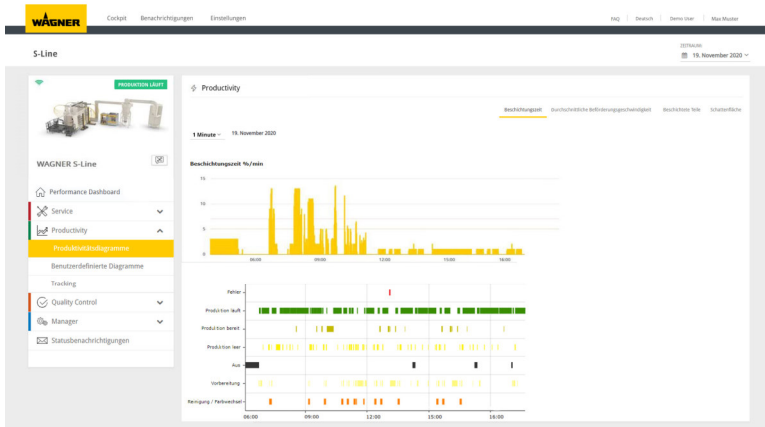 WAGNER
Cockpit Benachrichtigungen Einstellungen
FAQ Deutsch Demo User Max Muster
S-Line
ZEITRAUM:
19. November 2020
PRODUKTION LÄUFT
WAGNER S-Line
Performance Dashboard
Service
Productivity
Produktivitätsdiagramme
Benutzerdefinierte Diagramme
Tracking
Quality Control
Manager
Statusbenachrichtigungen
Productivity
Beschichtungszeit Durchschnittliche Beförderungsgeschwindigkeit Beschichtete Teile Schattenfläche
1 Minute 19. November 2020
Beschichtungszeit %/min
15
10
5
0
06:00 09:00 12:00 15:00 18:00
Fehler
Produktion läuft
Produktion bereit
Produktion leer
Aus
Vorbereitung
Reinigung / Farbwechsel
06:00 09:00 12:00 15:00 18:00